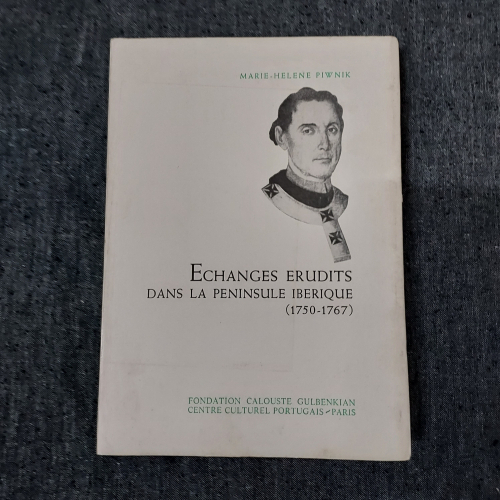 MARIE-HELENE PIWNIK
ECHANGES ERUDITS
DANS LA PENINSULE IBERIQUE
(1750-1767)
FONDATION CALOUSTE GULBENKIAN
CENTRE CULTUREL PORTUGAIS-PARIS